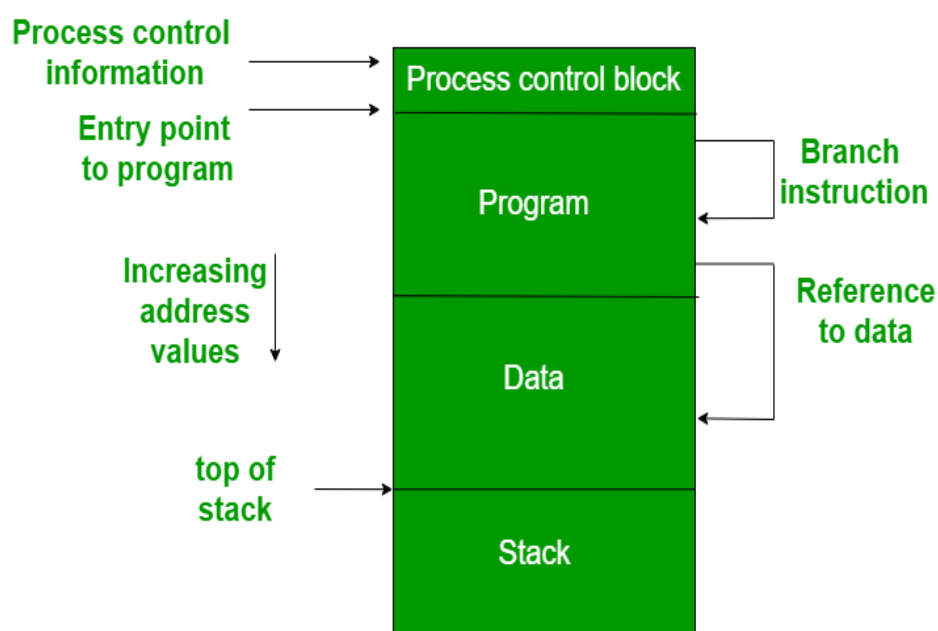 Process control
information
Process control block
Entry point
to program
Branch
instruction
Program
Increasing
address
values
Reference
to data
Data
top of
stack
Stack